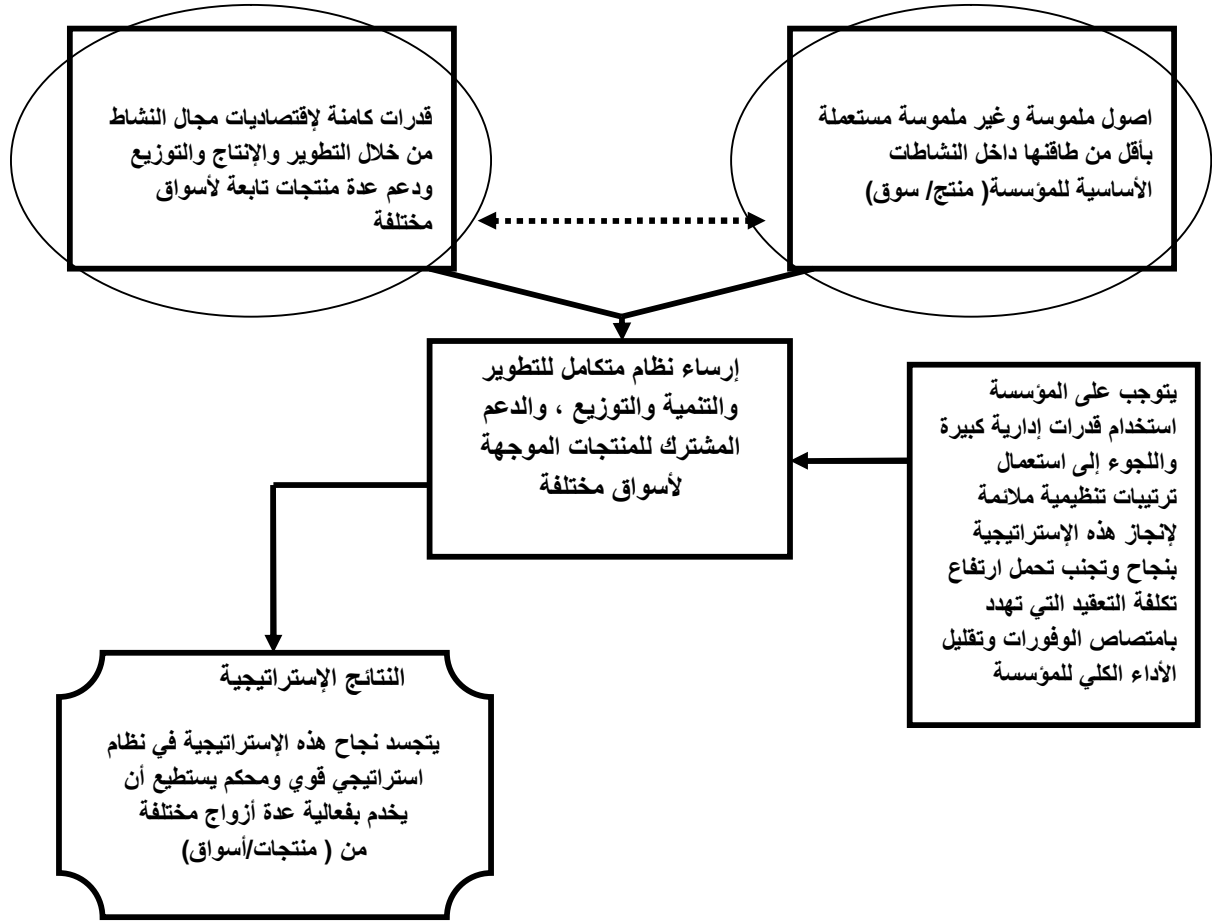 اصول ملموسة وغير ملموسة مستعملة
بأقل من طاقنها داخل النشاطات
الأساسية للمؤسسة( منتج/ سوق)
قدرات كامنة لإقتصاديات مجال النشاط
من خلال التطوير والإنتاج والتوزيع
ودعم عدة منتجات تابعة لأسواق
مختلفة
إرساء نظام متكامل للتطوير
والتنمية والتوزيع ، والدعم
المشترك للمنتجات الموجهة
لأسواق مختلفة
يتوجب على المؤسسة
استخدام قدرات إدارية كبيرة
واللجوء إلى استعمال
ترتيبات تنظيمية ملائمة
لإنجاز هذه الإستراتيجية
بنجاح وتجنب تحمل ارتفاع
تكلفة التعقيد التي تهدد
بامتصاص الوفورات وتقليل
الأداء الكلي للمؤسسة
النتائج الإستراتيجية
يتجسد نجاح هذه الإستراتيجية في نظام
استراتيجي قوي ومحكم يستطيع أن
يخدم بفعالية عدة أزواج مختلفة
من ( منتجات/أسواق)